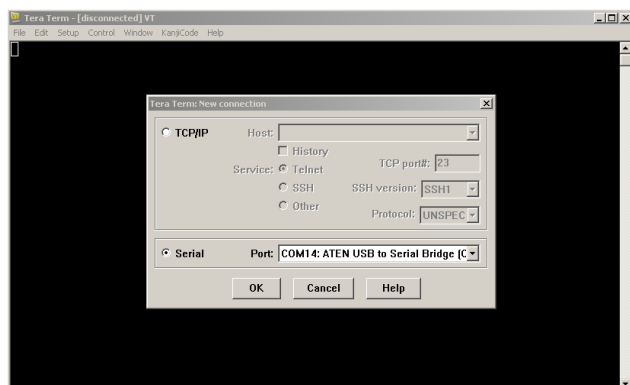 Tera Term - [disconnected] VT
File Edit Setup Control Window KanjiCode Help
Tera Term: New connection
TCP/IP Host:
History
Service: Telnet TCP port#: 23
SSH SSH version: SSH1
Other Protocol: UNSPEC
Serial Port: COM14: ATEN USB to Serial Bridge (C
OK Cancel Help